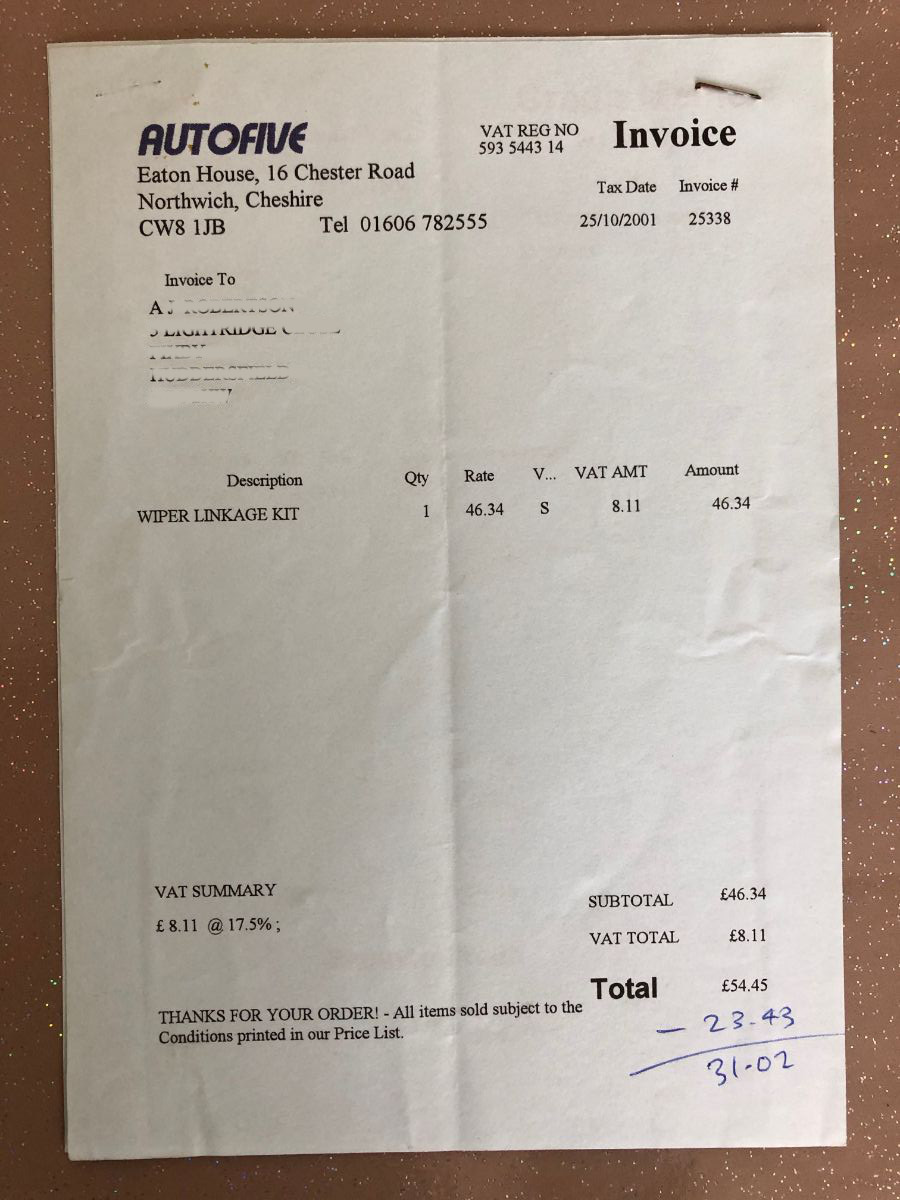 AUTOFIVE
Eaton House, 16 Chester Road
Northwich, Cheshire
CW8 1JB Tel 01606 782555
VAT REG NO
593 5443 14
Invoice
Tax Date Invoice #
25/10/2001 25338
Invoice To
A J
Description Qty Rate V... VAT AMT Amount
WIPER LINKAGE KIT 1 46.34 S 8.11 46.34
VAT SUMMARY
£ 8.11 @ 17.5% ;
SUBTOTAL £46.34
VAT TOTAL £8.11
Total £54.45
THANKS FOR YOUR ORDER! - All items sold subject to the
Conditions printed in our Price List.
- 23.43
31.02